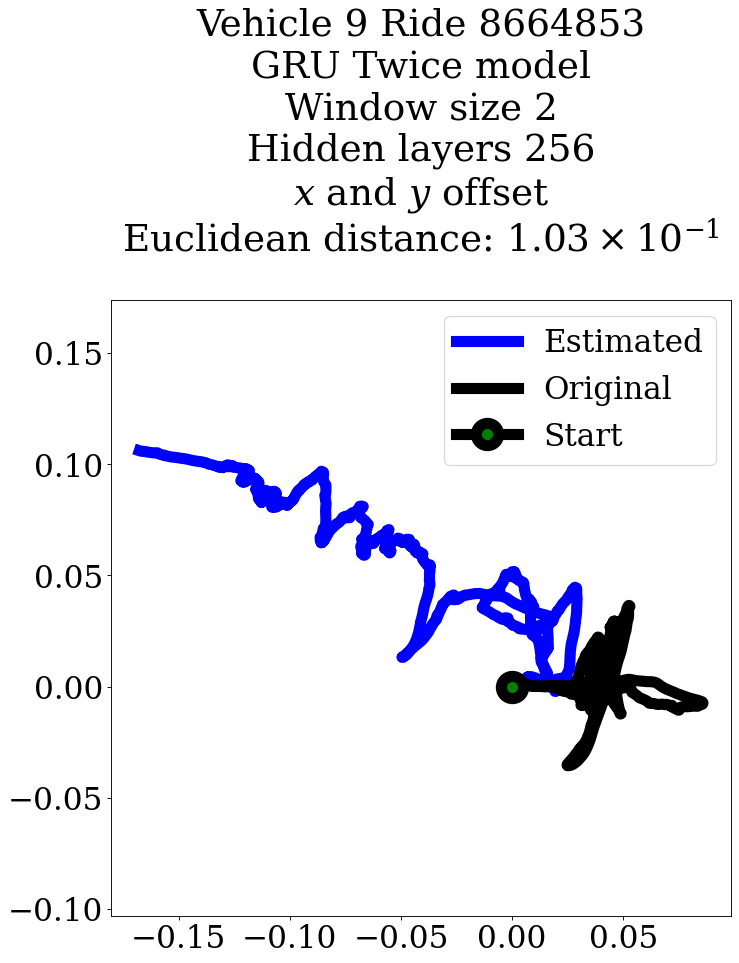 Vehicle 9 Ride 8664853
GRU Twice model
Window size 2
Hidden layers 256
x and y offset
Euclidean distance: 1.03 × 10⁻¹
Estimated
Original
Start
0.15
0.10
0.05
0.00
−0.05
−0.10
−0.15 −0.10 −0.05 0.00 0.05